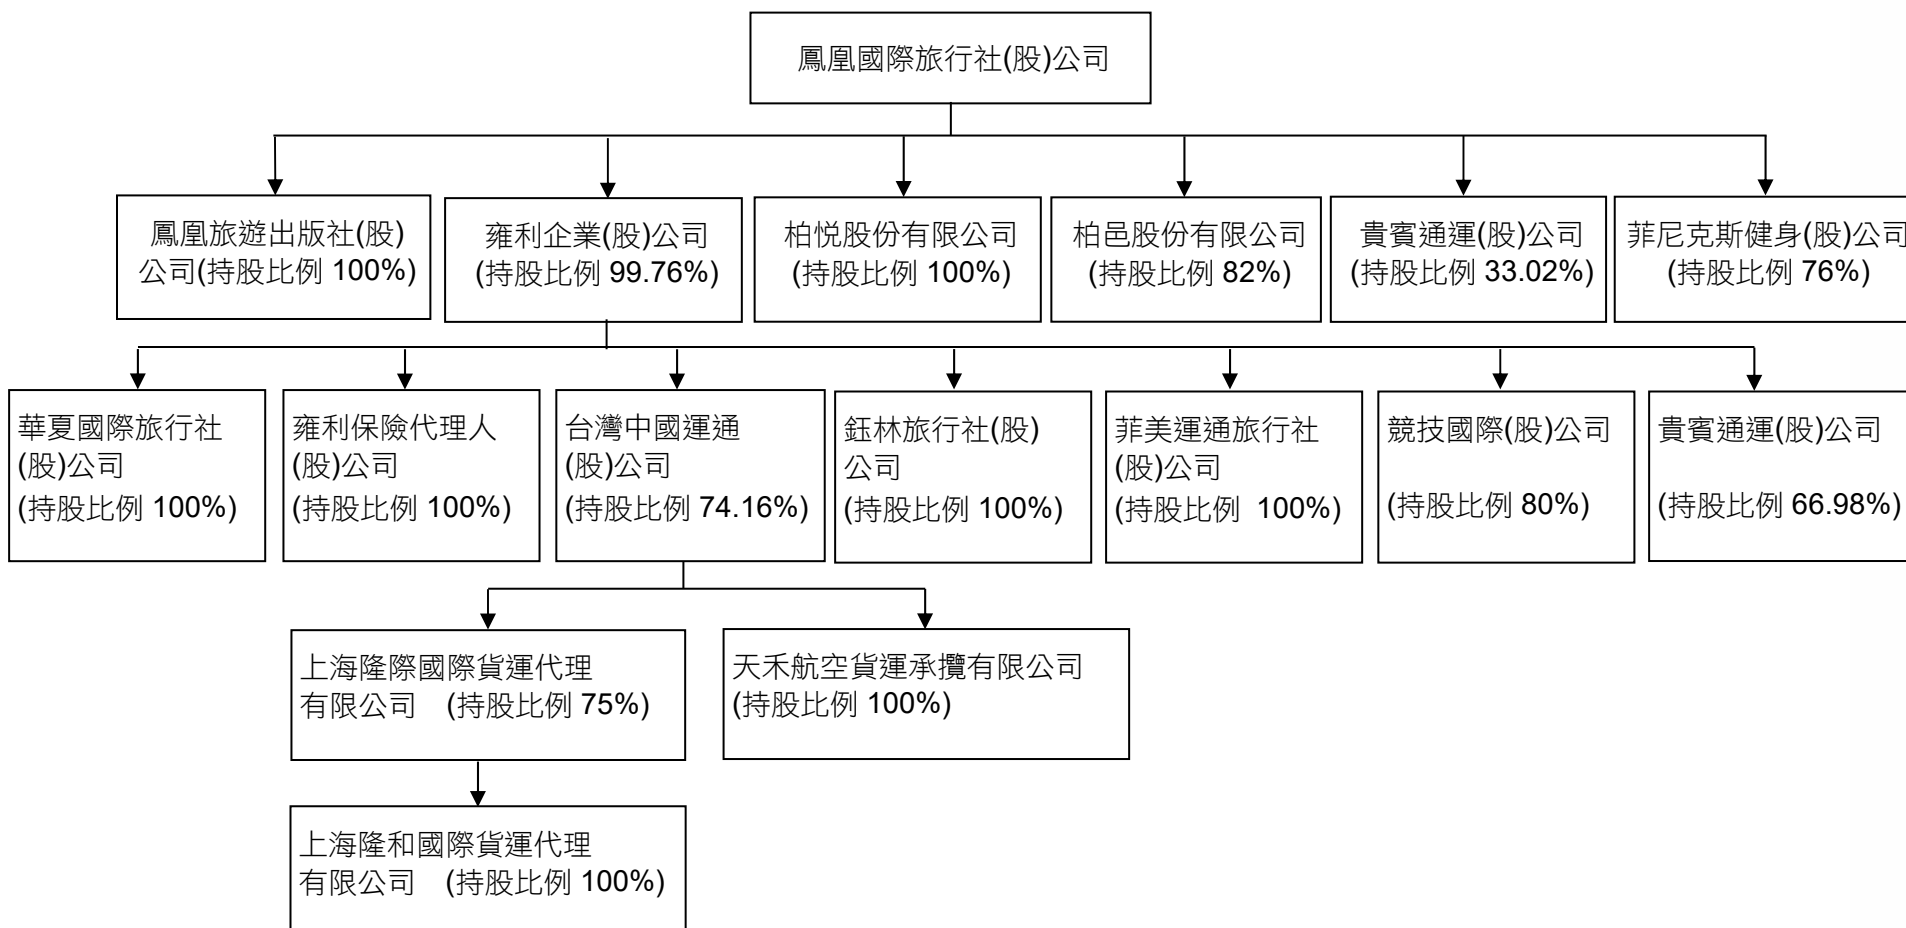 鳳凰國際旅行社(股)公司
鳳凰旅遊出版社(股)
公司(持股比例 100%)
雍利企業(股)公司
(持股比例 99.76%)
柏悦股份有限公司
(持股比例 100%)
柏邑股份有限公司
(持股比例 82%)
貴賓通運(股)公司
(持股比例 33.02%)
菲尼克斯健身(股)公司
(持股比例 76%)
華夏國際旅行社
(股)公司
(持股比例 100%)
雍利保險代理人
(股)公司
(持股比例 100%)
台灣中國運通
(股)公司
(持股比例 74.16%)
鈺林旅行社(股)
公司
(持股比例 100%)
菲美運通旅行社
(股)公司
(持股比例 100%)
競技國際(股)公司
(持股比例 80%)
貴賓通運(股)公司
(持股比例 66.98%)
上海隆際國際貨運代理
有限公司 (持股比例 75%)
天禾航空貨運承攬有限公司
(持股比例 100%)
上海隆和國際貨運代理
有限公司 (持股比例 100%)